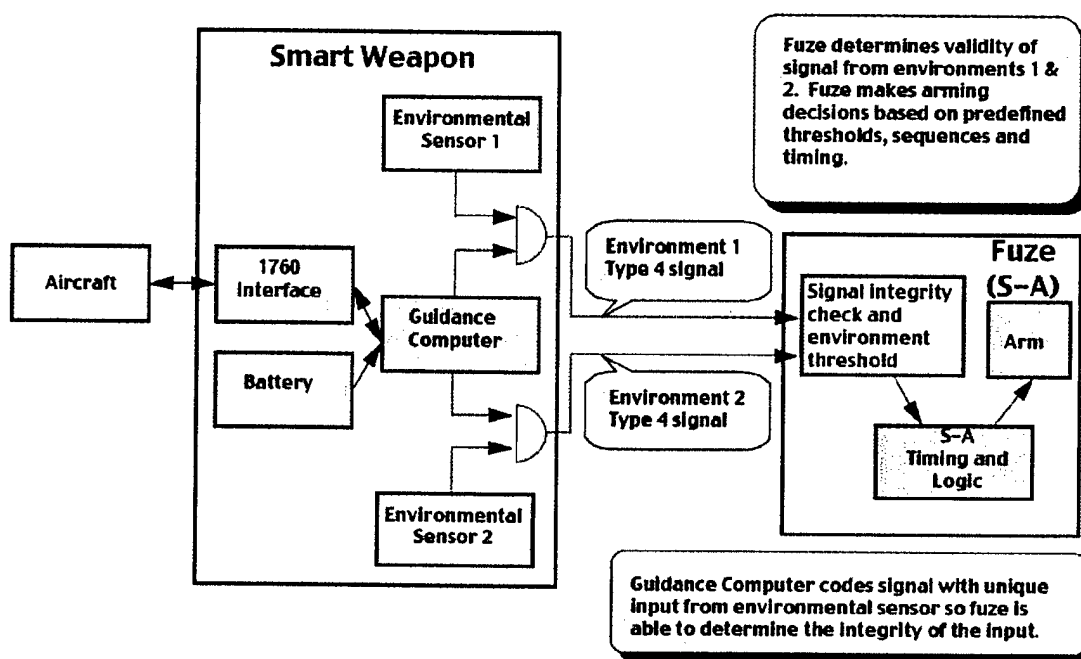 Smart Weapon
Environmental
Sensor 1
Aircraft
1760
Interface
Battery
Guidance
Computer
Environmental
Sensor 2
Environment 1
Type 4 signal
Environment 2
Type 4 signal
Fuze determines validity of
signal from environments 1 &
2. Fuze makes arming
decisions based on predefined
thresholds, sequences and
timing.
Fuze
(S-A)
Signal integrity
check and
environment
threshold
Arm
S-A
Timing and
Logic
Guidance Computer codes signal with unique
input from environmental sensor so fuze is
able to determine the integrity of the input.